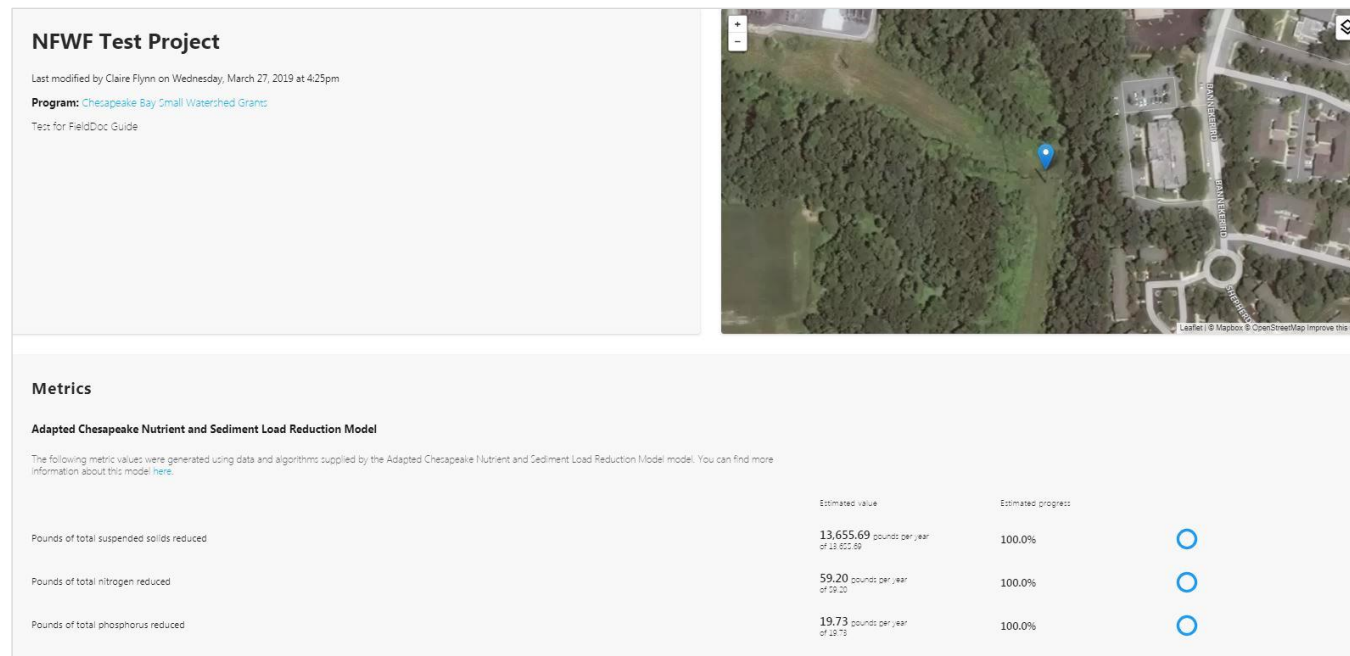 NFWF Test Project
Last modified by Claire Flynn on Wednesday, March 27, 2019 at 4:25pm
Program: Chesapeake Bay Small Watershed Grants
Test for FieldDoc Guide
+
−
BANNEKER RD
BANNEKER RD
SHEPHERD
Leaflet | © Mapbox © OpenStreetMap Improve this
Metrics
Adapted Chesapeake Nutrient and Sediment Load Reduction Model
The following metric values were generated using data and algorithms supplied by the Adapted Chesapeake Nutrient and Sediment Load Reduction Model model. You can find more
information about this model here.
Estimated value Estimated progress
Pounds of total suspended solids reduced 13,655.69 pounds per year 100.0%
of 13,655.69
Pounds of total nitrogen reduced 59.20 pounds per year 100.0%
of 59.20
Pounds of total phosphorus reduced 19.73 pounds per year 100.0%
of 19.73